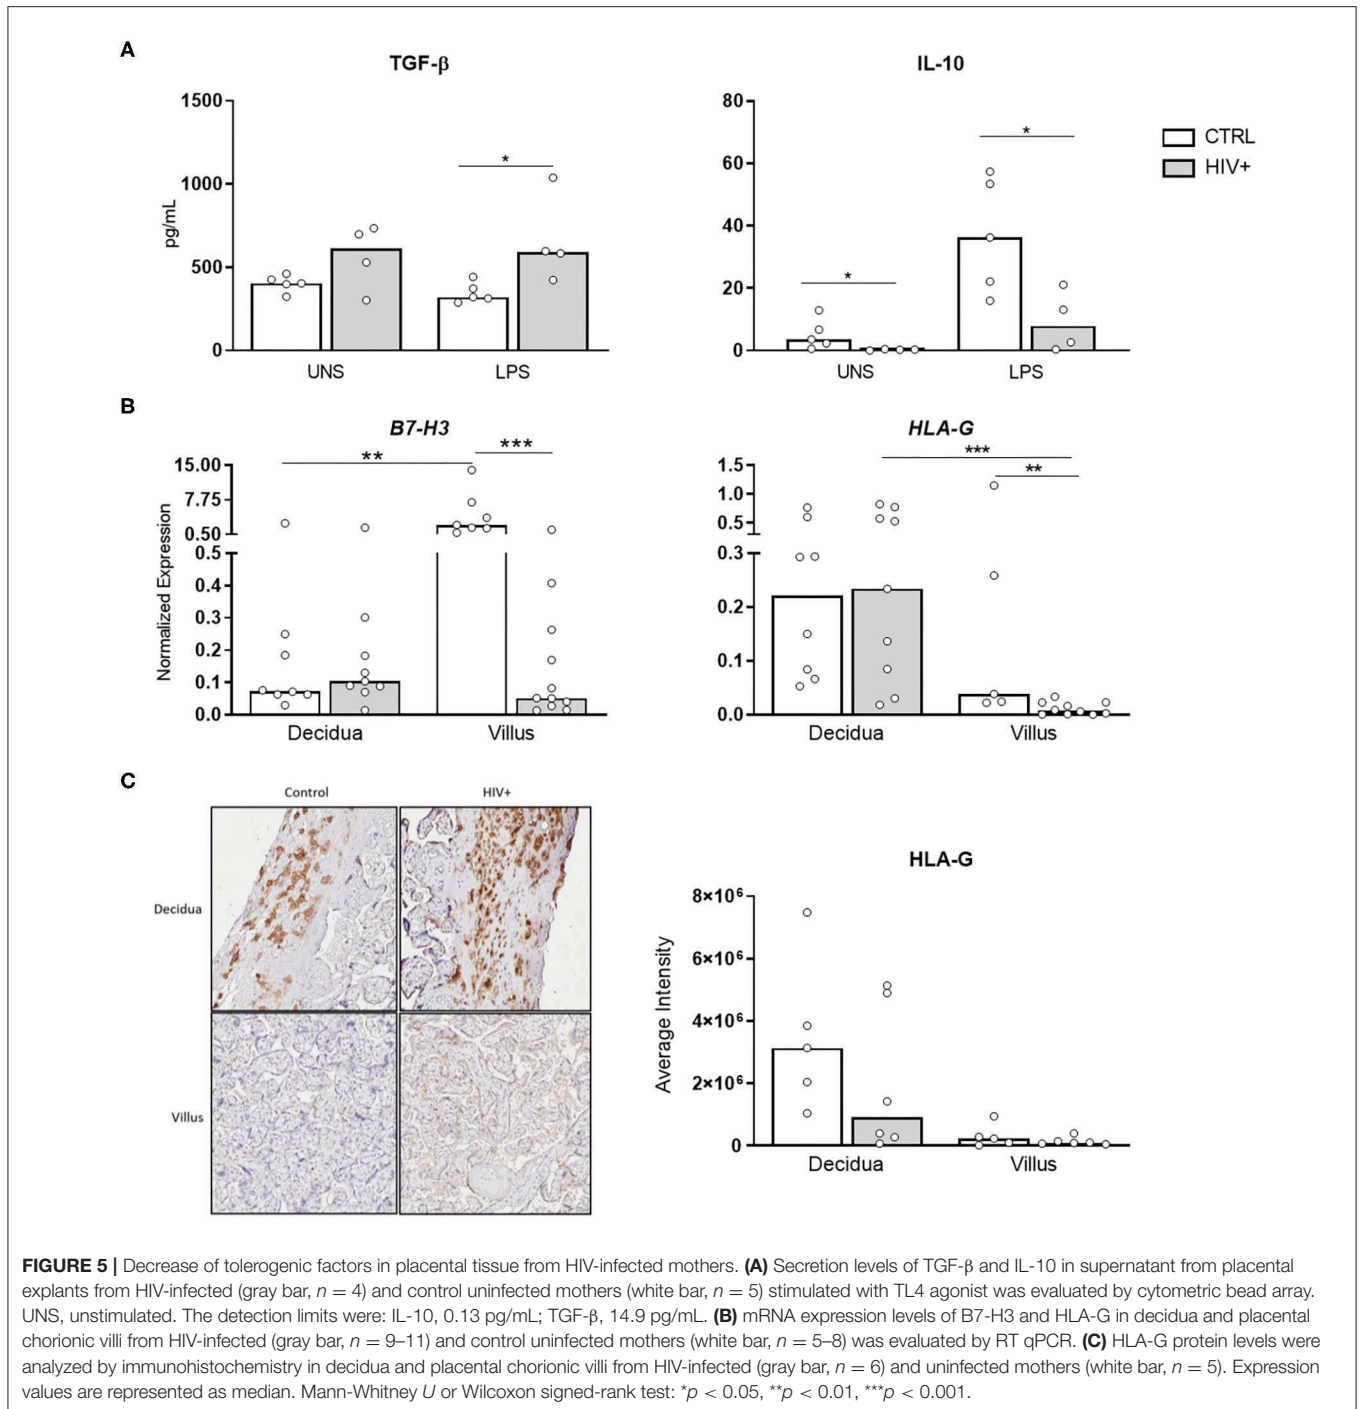 A
TGF-β
IL-10
1500
1000
500
0
pg/mL
*
UNS
LPS
80
60
40
20
0
*
*
UNS
LPS
CTRL
HIV+
B
B7-H3
HLA-G
15.00
7.75
0.50
0.5
0.4
0.3
0.2
0.1
0.0
Normalized Expression
**
***
Decidua
Villus
1.5
1.0
0.5
0.3
0.2
0.1
0.0
***
**
Decidua
Villus
C
Control
HIV+
Decidua
Villus
HLA-G
8×10⁶
6×10⁶
4×10⁶
2×10⁶
0
Average Intensity
Decidua
Villus
FIGURE 5 | Decrease of tolerogenic factors in placental tissue from HIV-infected mothers. (A) Secretion levels of TGF-β and IL-10 in supernatant from placental
explants from HIV-infected (gray bar, n = 4) and control uninfected mothers (white bar, n = 5) stimulated with TL4 agonist was evaluated by cytometric bead array.
UNS, unstimulated. The detection limits were: IL-10, 0.13 pg/mL; TGF-β, 14.9 pg/mL. (B) mRNA expression levels of B7-H3 and HLA-G in decidua and placental
chorionic villi from HIV-infected (gray bar, n = 9–11) and control uninfected mothers (white bar, n = 5–8) was evaluated by RT qPCR. (C) HLA-G protein levels were
analyzed by immunohistochemistry in decidua and placental chorionic villi from HIV-infected (gray bar, n = 6) and uninfected mothers (white bar, n = 5). Expression
values are represented as median. Mann-Whitney U or Wilcoxon signed-rank test: *p < 0.05, **p < 0.01, ***p < 0.001.